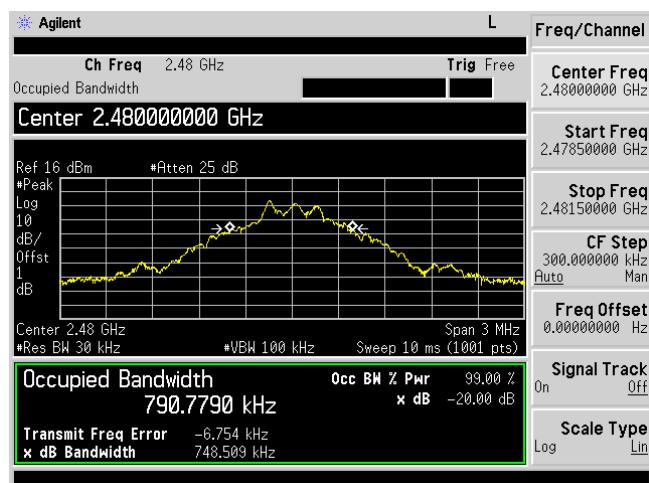 Agilent L
Ch Freq 2.48 GHz Trig Free
Occupied Bandwidth
Center 2.480000000 GHz
Ref 16 dBm #Atten 25 dB
#Peak
Log
10
dB/
Offst
1
dB
Center 2.48 GHz Span 3 MHz
#Res BW 30 kHz #VBW 100 kHz Sweep 10 ms (1001 pts)
Occupied Bandwidth Occ BW % Pwr 99.00 %
790.7790 kHz x dB -20.00 dB
Transmit Freq Error -6.754 kHz
x dB Bandwidth 748.509 kHz
Freq/Channel
Center Freq
2.48000000 GHz
Start Freq
2.47850000 GHz
Stop Freq
2.48150000 GHz
CF Step
300.000000 kHz
Auto Man
Freq Offset
0.00000000 Hz
Signal Track
On Off
Scale Type
Log Lin